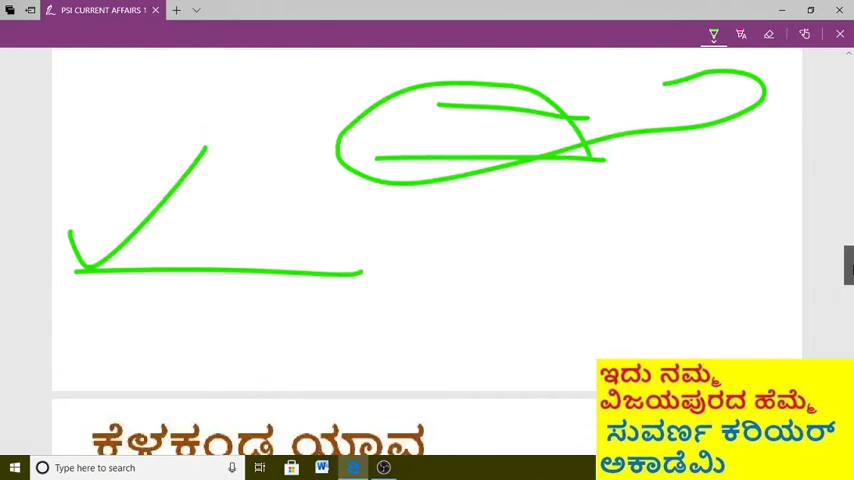 PSI CURRENT AFFAIRS 1
ಕೆಳಕಂಡ ಯಾವ
ಇದು ನಮ್ಮ
ವಿಜಯಪುರದ ಹೆಮ್ಮೆ
ಸುವರ್ಣ ಕರಿಯರ್
ಅಕಾಡೆಮಿ
Type here to search